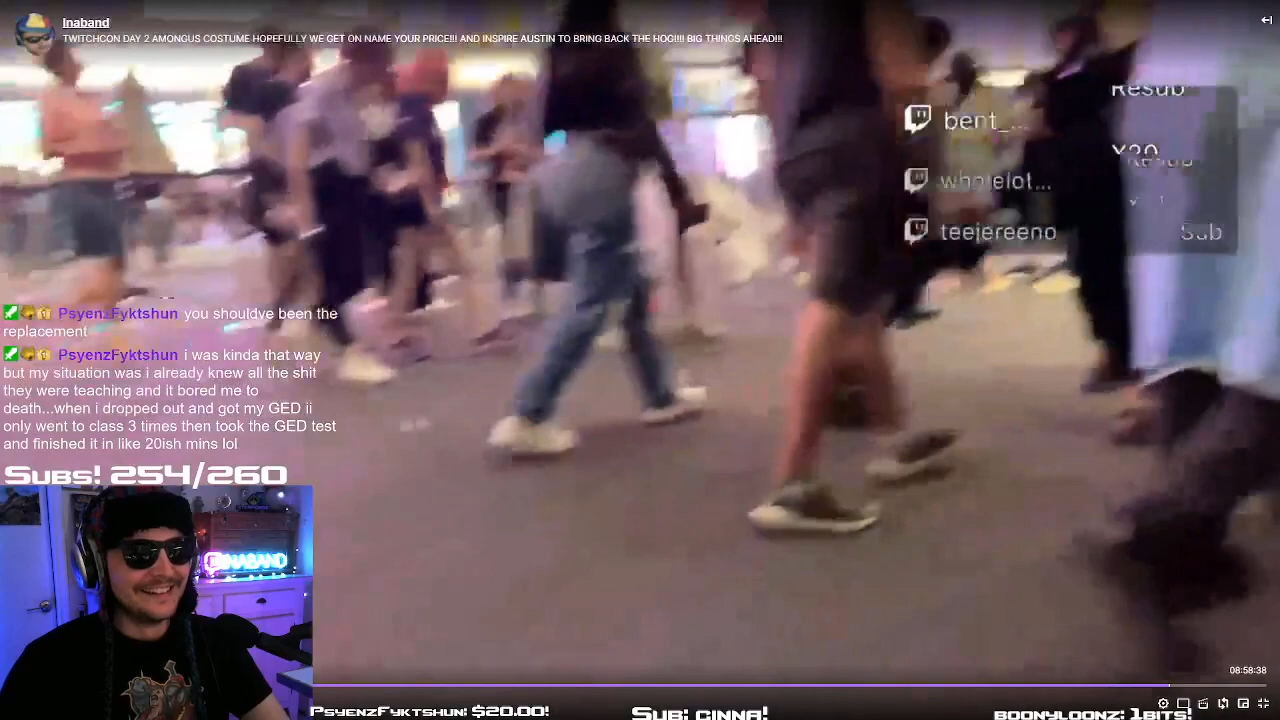 Inaband
TWITCHCON DAY 2 AMONGUS COSTUME HOPEFULLY WE GET ON NAME YOUR PRICE!!! AND INSPIRE AUSTIN TO BRING BACK THE HOG!!!! BIG THINGS AHEAD!!!
Resub
bent_...
X20
Resub
wholelot...
teejereeno Sub
PsyenzFyktshun you shouldve been the
replacement
PsyenzFyktshun i was kinda that way
but my situation was i already knew all the shit
they were teaching and it bored me to
death...when i dropped out and got my GED ii
only went to class 3 times then took the GED test
and finished it in like 20ish mins lol
Subs! 254/260
INABAND
08:58:38
PsyenzFyktshun: $20.00!
Sub: cinna!
boonyloonz: 1Bits!